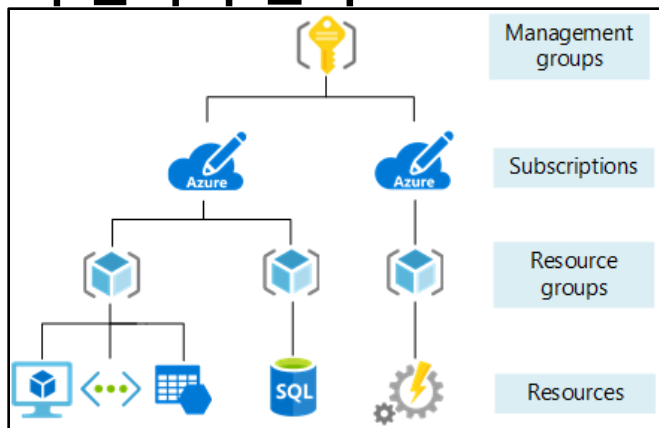 Management
groups
Azure
Azure
Subscriptions
Resource
groups
SQL
Resources